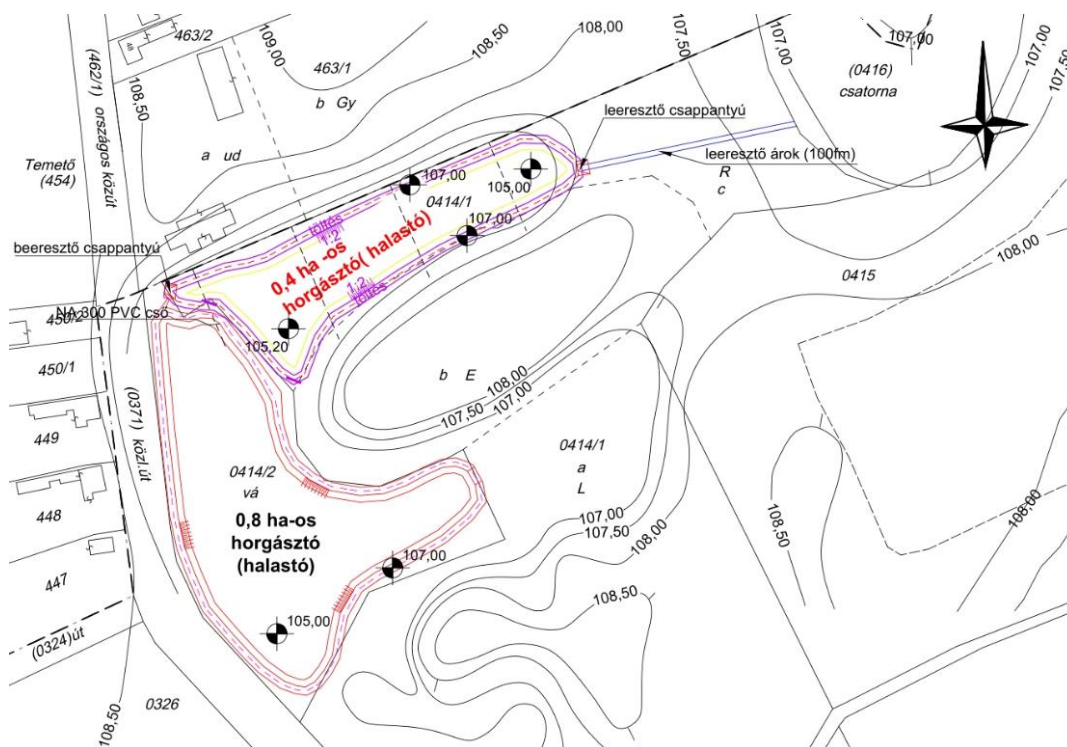 463/2
108,50
109,00
463/1
b Gy
108,50
108,00
107,50
107,00
107,00
(0416)
csatorna
107,00
107,50
(462/1) országos közút
Temető
(454)
a ud
leeresztő csappantyú
leeresztő árok (100fm)
R
c
107,00
105,00
0414/1
107,00
töltés
1:2
0,4 ha -os
horgásztó( halastó)
1:2
töltés
beeresztő csappantyú
NA 300 PVC cső
450/2
105,20
0415
108,00
450/1
b E
108,00
107,50
107,00
(0371) közl.út
449
0414/1
a
L
0414/2
vá
0,8 ha-os
horgásztó
(halastó)
448
107,00
107,50
108,00
108,50
108,00
107,00
447
108,50
105,00
(0324)út
0326
108,50